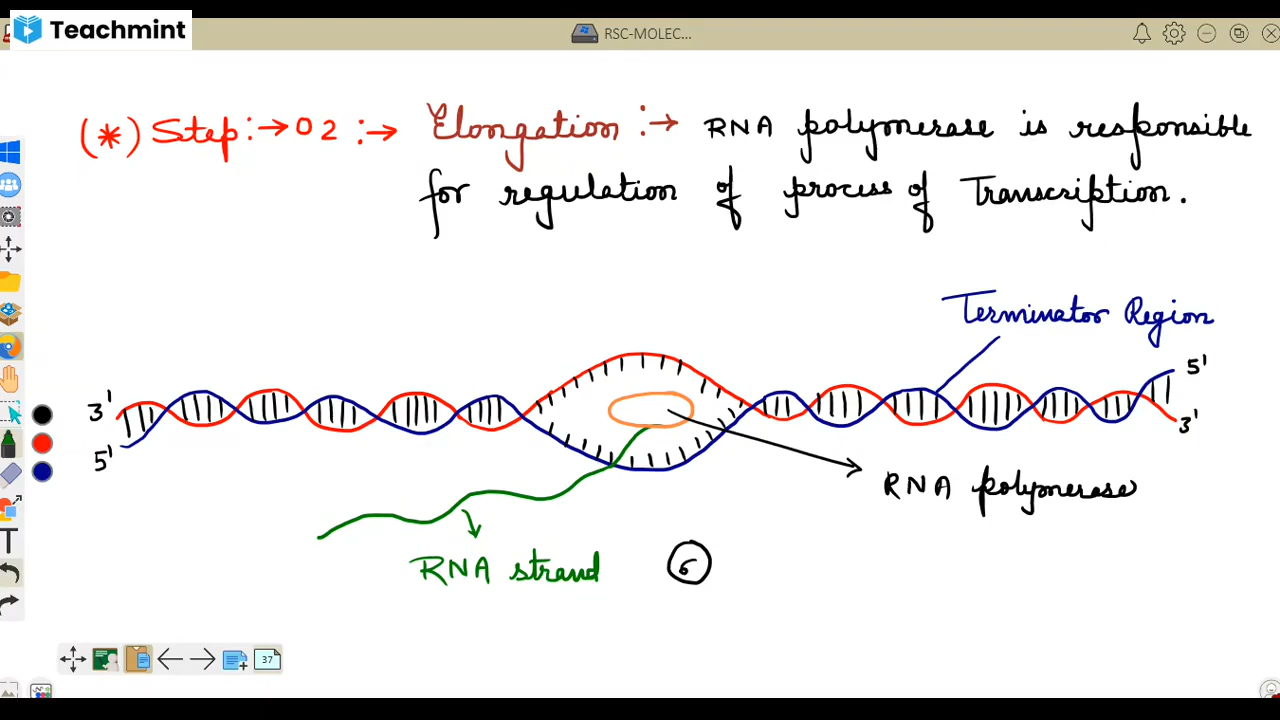 Teachmint
RSC-MOLEC...
(*) Step:→02 :→ Elongation :→ RNA polymerase is responsible
for regulation of process of Transcription.
Terminator Region
3'
5'
5'
3'
RNA polymerase
RNA strand
6
T
37